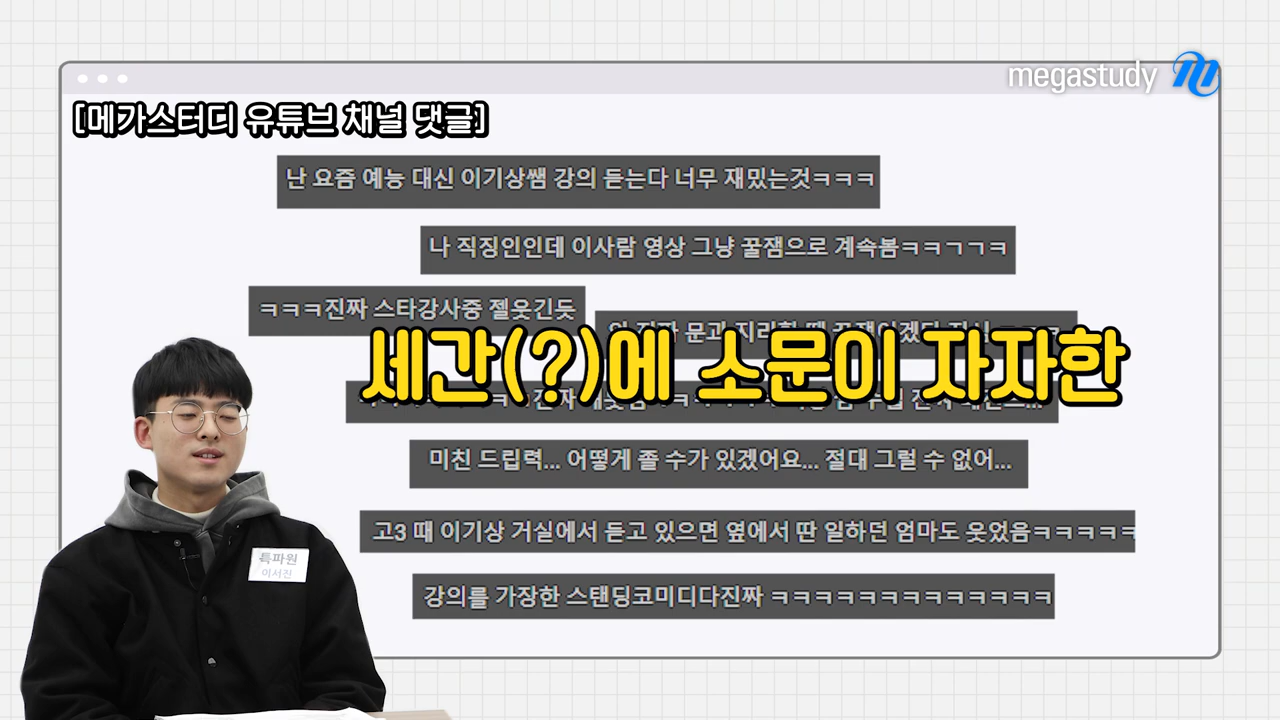 megastudy
[메가스터디 유튜브 채널 댓글]
난 요즘 예능 대신 이기상쌤 강의 듣는다 너무 재밌는것ㅋㅋㅋ
나 직징인인데 이사람 영상 그냥 꿀잼으로 계속봄ㅋㅋㄱㄱㅋ
ㅋㅋㅋ진짜 스타강사중 젤웃긴듯
세간(?)에 소문이 자자한
미친 드립력... 어떻게 졸 수가 있겠어요... 절대 그럴 수 없어...
고3 때 이기상 거실에서 듣고 있으면 옆에서 딴 일하던 엄마도 웃었음ㅋㅋㅋㅋㅋ
강의를 가장한 스탠딩코미디다진짜 ㅋㅋㅋㅋㅋㅋㅋㅋㅋㅋㅋㅋㅋ
특파원
이서진